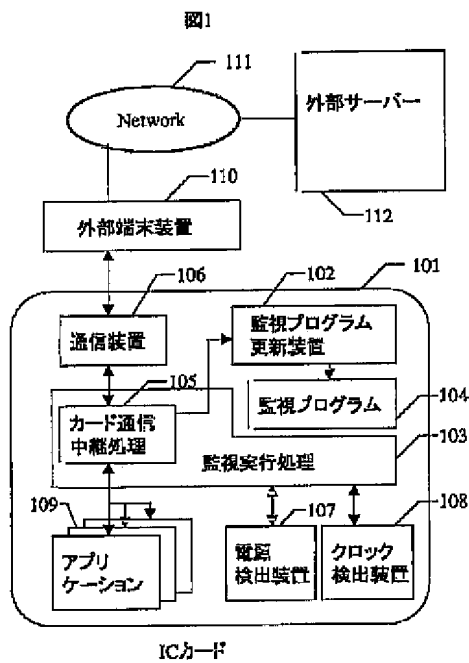 図1
111
Network
外部サーバー
110
外部端末装置
112
101
106
102
通信装置
監視プログラム
更新装置
105
104
カード通信
中継処理
監視プログラム
103
監視実行処理
109
107
108
アプリ
ケーション
電源
検出装置
クロック
検出装置
ICカード